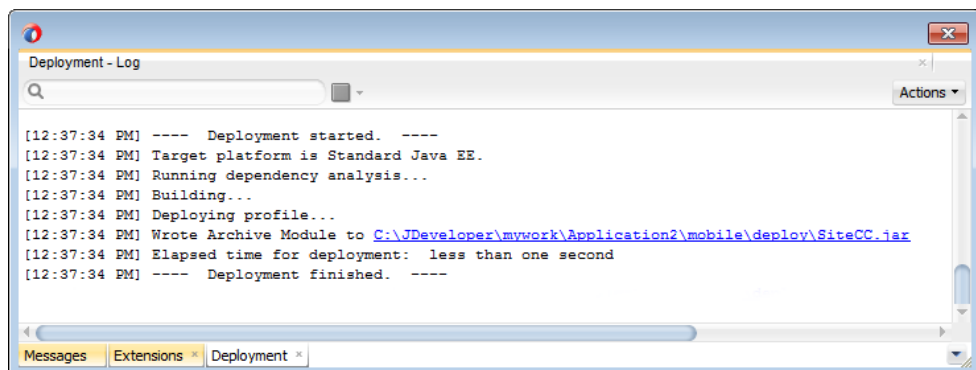 Deployment - Log
Actions
[12:37:34 PM] ---- Deployment started. ----
[12:37:34 PM] Target platform is Standard Java EE.
[12:37:34 PM] Running dependency analysis...
[12:37:34 PM] Building...
[12:37:34 PM] Deploying profile...
[12:37:34 PM] Wrote Archive Module to C:\JDeveloper\mywork\Application2\mobile\deploy\SiteCC.jar
[12:37:34 PM] Elapsed time for deployment: less than one second
[12:37:34 PM] ---- Deployment finished. ----
Messages Extensions Deployment